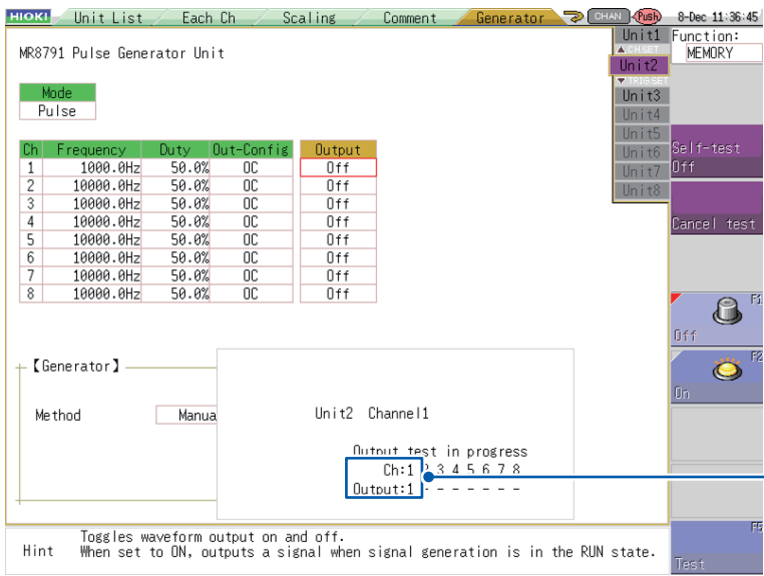 HIOKI Unit List Each Ch Scaling Comment Generator CHAN Push 8-Dec 11:36:45
MR8791 Pulse Generator Unit
Unit1
CHSET
Unit2
TRIG SET
Unit3
Unit4
Unit5
Unit6
Unit7
Unit8
Function:
MEMORY
Mode
Pulse
Ch Frequency Duty Out-Config Output
1 1000.0Hz 50.0% OC Off
2 10000.0Hz 50.0% OC Off
3 10000.0Hz 50.0% OC Off
4 10000.0Hz 50.0% OC Off
5 10000.0Hz 50.0% OC Off
6 10000.0Hz 50.0% OC Off
7 10000.0Hz 50.0% OC Off
8 10000.0Hz 50.0% OC Off
Self-test
Off
Cancel test
F1
Off
F2
On
【Generator】
Method Manua
Unit2 Channel1
Output test in progress
Ch:1 2 3 4 5 6 7 8
Output:1 - - - - - - -
F5
Test
Hint Toggles waveform output on and off.
When set to ON, outputs a signal when signal generation is in the RUN state.